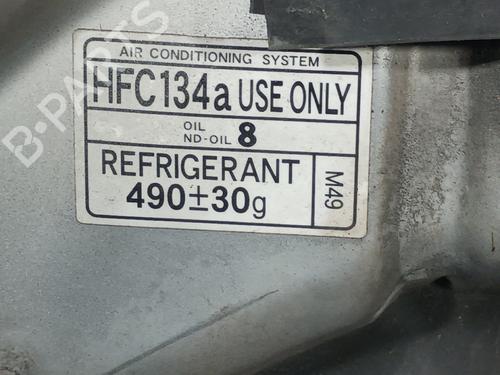 AIR CONDITIONING SYSTEM
HFC134a USE ONLY
OIL
ND-OIL 8
REFRIGERANT
490±30g
M49
B-PARTS